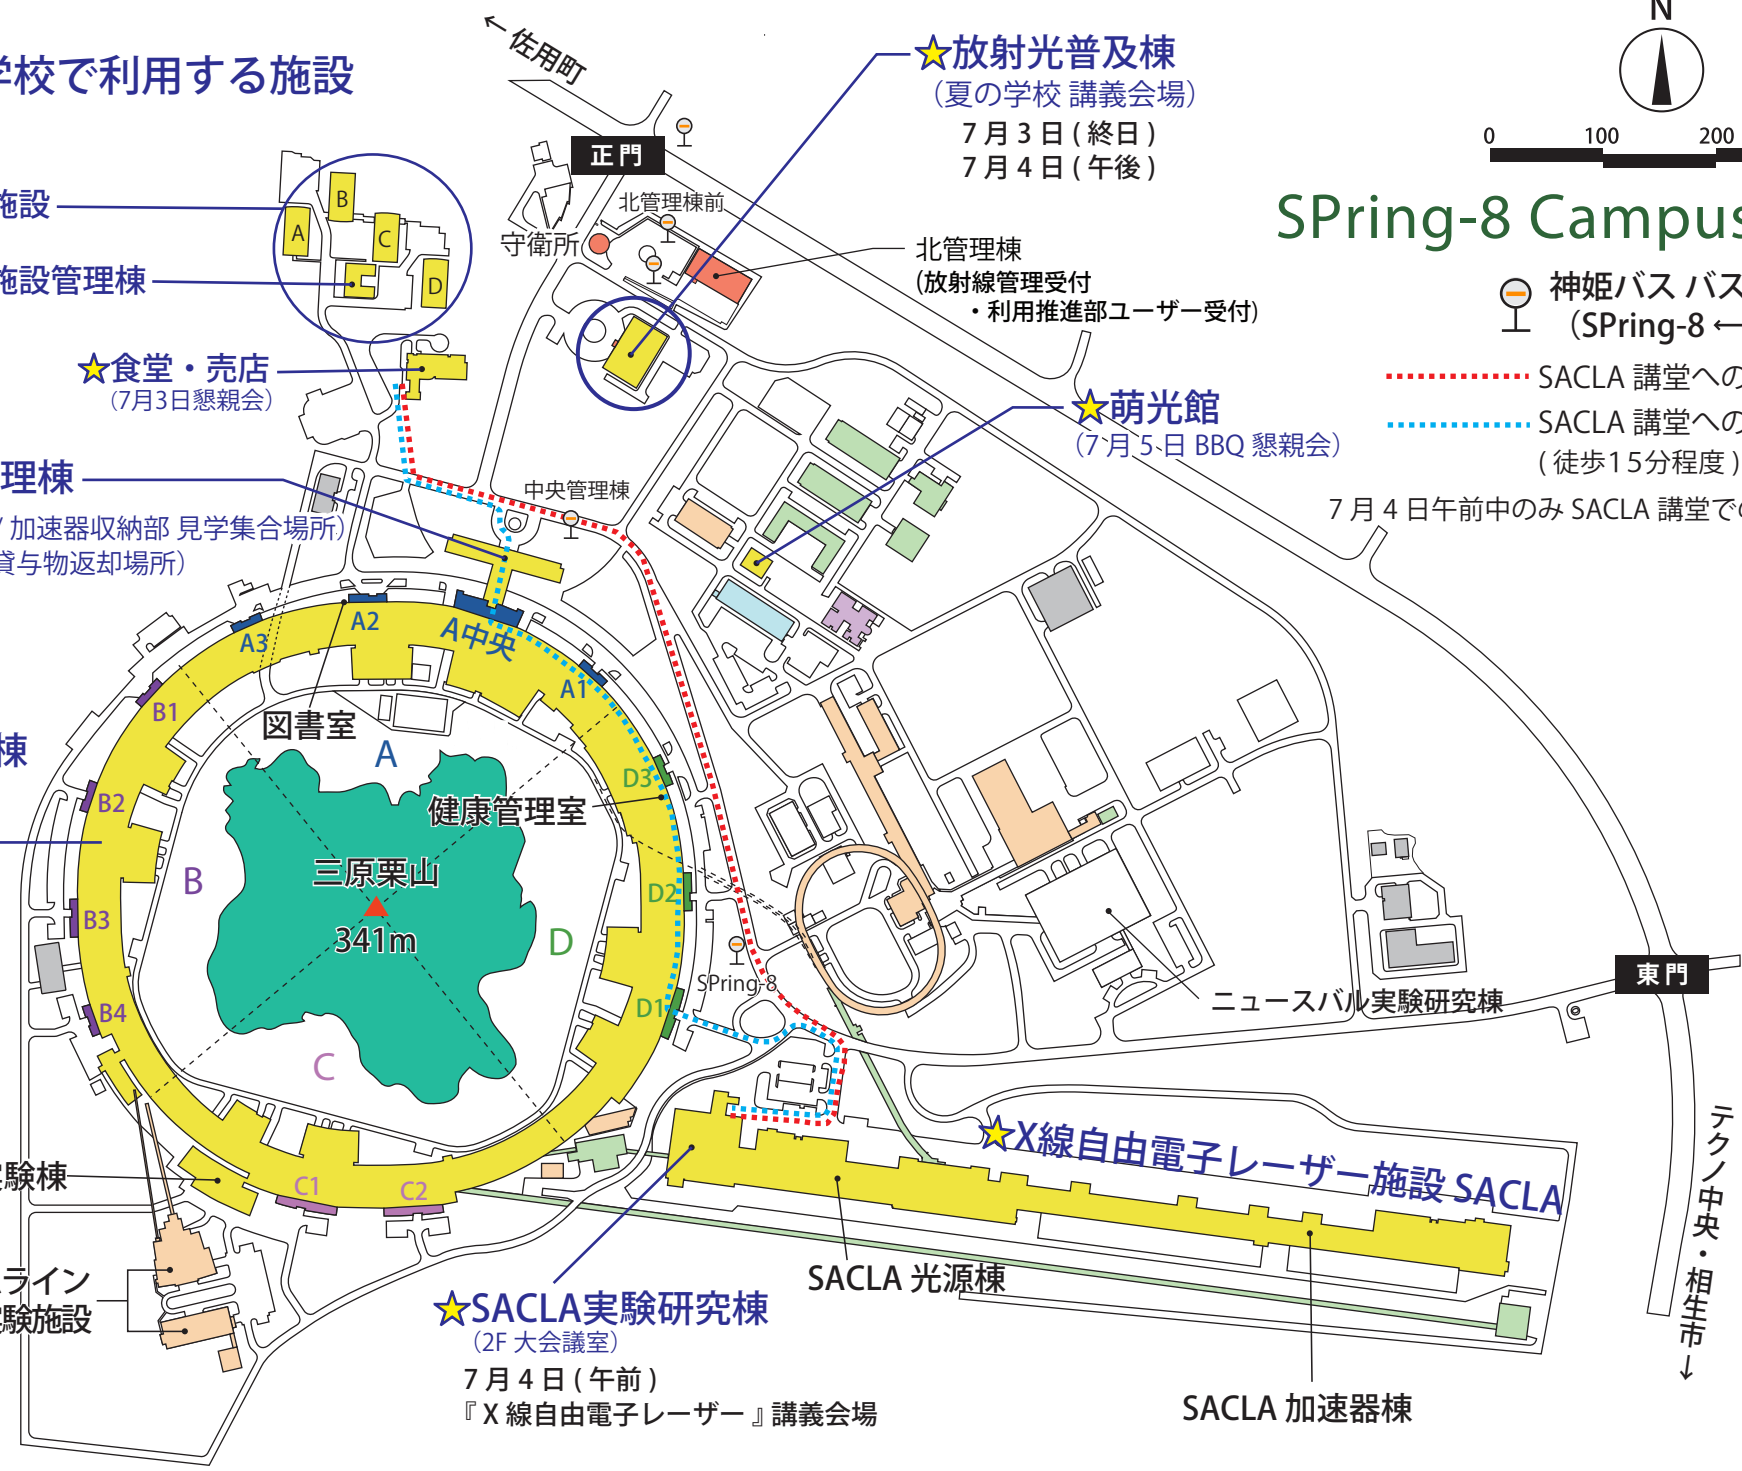 ← 佐用町
学校で利用する施設
★放射光普及棟
（夏の学校 講義会場）
7 月 3 日 ( 終日 )
7 月 4 日 ( 午後 )
N
0 100 200
SPring-8 Campus
正門
北管理棟前
守衛所
北管理棟
(放射線管理受付
・利用推進部ユーザー受付)
施設
施設管理棟
A
B
C
D
神姫バス バス
（SPring-8 ←
SACLA 講堂への
SACLA 講堂への
( 徒歩15分程度 )
7 月 4 日午前中のみ SACLA 講堂での
★食堂・売店
（7月3日懇親会）
★萌光館
（7 月 5 日 BBQ 懇親会）
理棟
/ 加速器収納部 見学集合場所）
貸与物返却場所）
中央管理棟
A3
A2
A中央
A1
B1
B2
B3
B4
C1
C2
D1
D2
D3
図書室
A
B
C
D
健康管理室
三原栗山
341m
棟
SPring-8
ニュースバル実験研究棟
東門
テクノ中央・相生市→
★X線自由電子レーザー施設 SACLA
実験棟
ライン
実験施設
SACLA 光源棟
★SACLA実験研究棟
（2F 大会議室）
7 月 4 日 ( 午前 )
『 X 線自由電子レーザー 』講義会場
SACLA 加速器棟